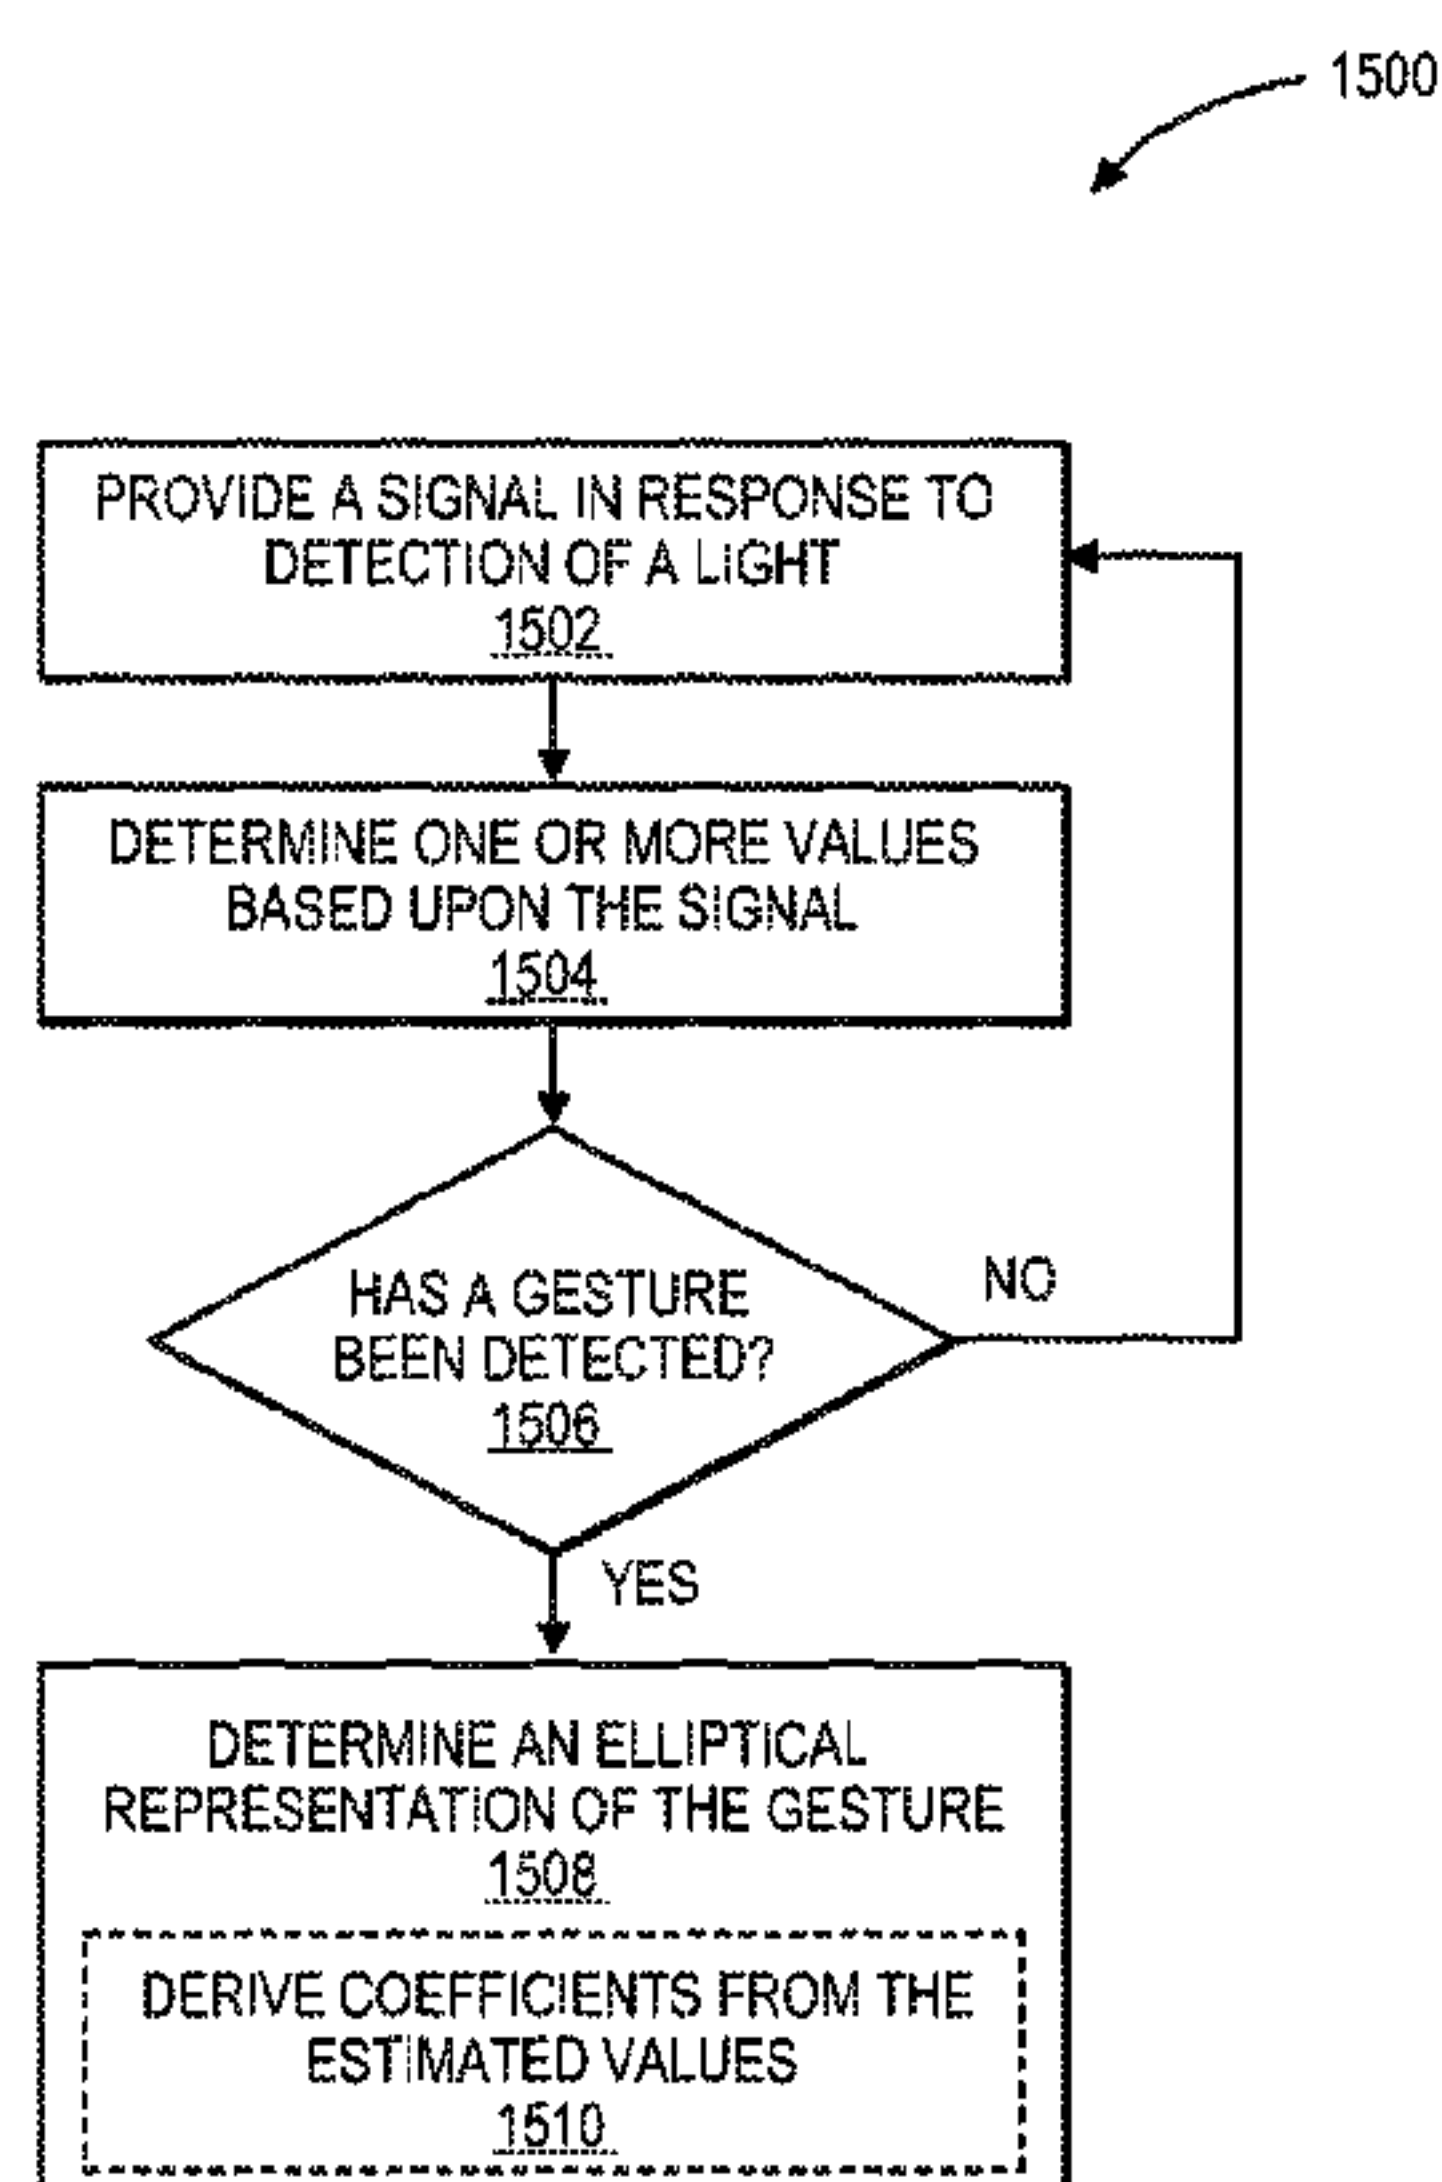 1500
PROVIDE A SIGNAL IN RESPONSE TO
DETECTION OF A LIGHT
1502
DETERMINE ONE OR MORE VALUES
BASED UPON THE SIGNAL
1504
HAS A GESTURE
BEEN DETECTED?
1506
NO
YES
DETERMINE AN ELLIPTICAL
REPRESENTATION OF THE GESTURE
1508
DERIVE COEFFICIENTS FROM THE
ESTIMATED VALUES
1510